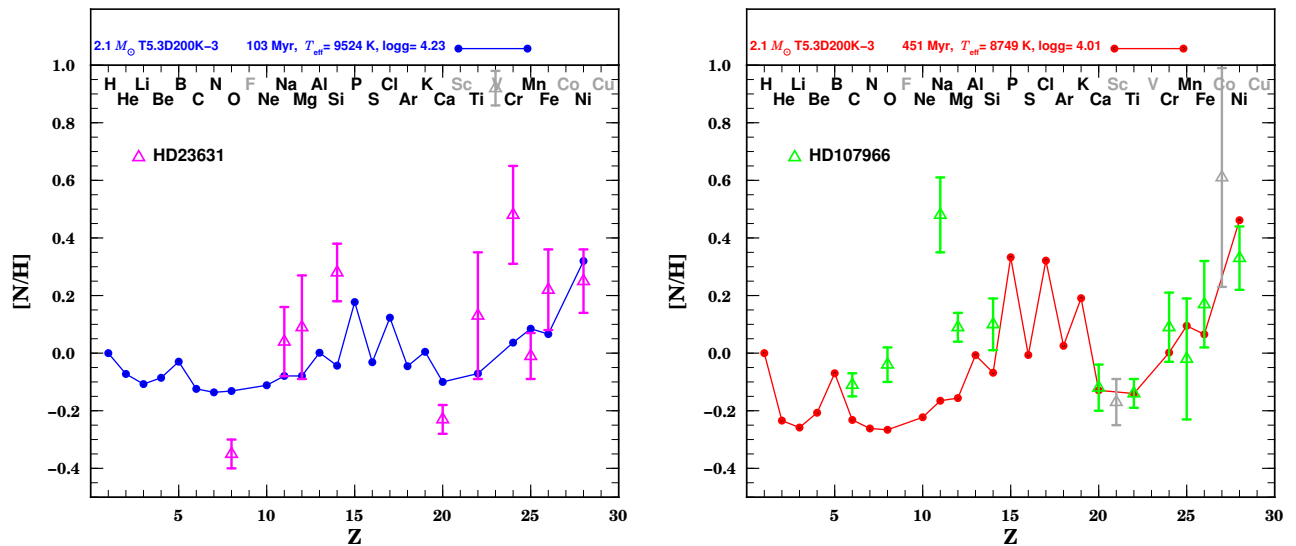 2.1 M⊙ T5.3D200K−3 103 Myr, Teff= 9524 K, logg= 4.23
H Li B N F Na Al P Cl K Sc V Mn Co Cu
He Be C O Ne Mg Si S Ar Ca Ti Cr Fe Ni
HD23631
[N/H]
1.0
0.8
0.6
0.4
0.2
0.0
−0.2
−0.4
5 10 15 20 25 30
Z
2.1 M⊙ T5.3D200K−3 451 Myr, Teff= 8749 K, logg= 4.01
H Li B N F Na Al P Cl K Sc V Mn Co Cu
He Be C O Ne Mg Si S Ar Ca Ti Cr Fe Ni
HD107966
[N/H]
1.0
0.8
0.6
0.4
0.2
0.0
−0.2
−0.4
5 10 15 20 25 30
Z